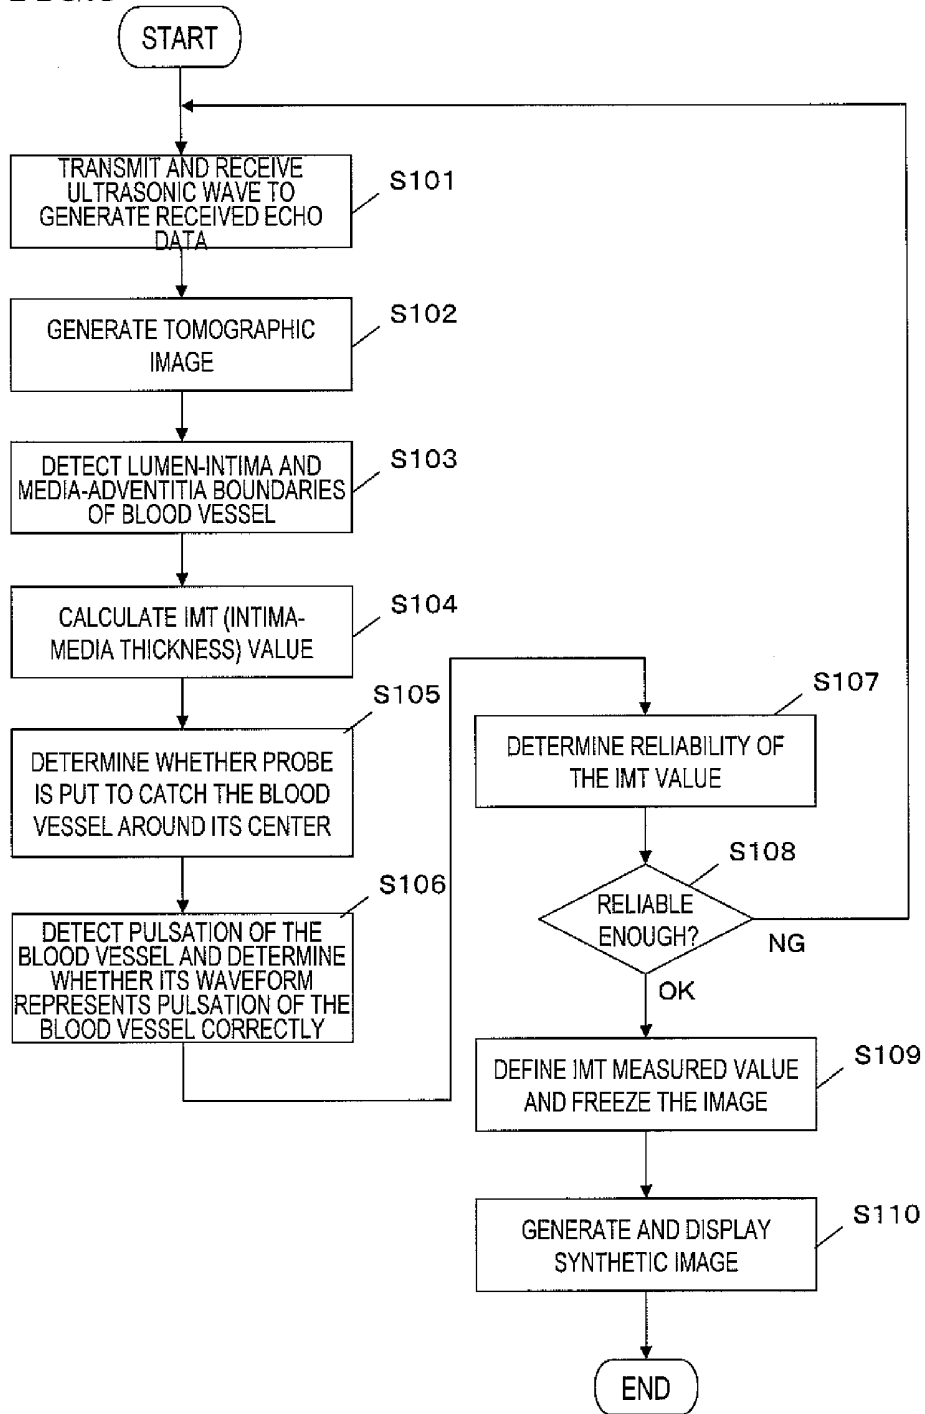 START
TRANSMIT AND RECEIVE
ULTRASONIC WAVE TO
GENERATE RECEIVED ECHO
DATA
S101
GENERATE TOMOGRAPHIC
IMAGE
S102
DETECT LUMEN-INTIMA AND
MEDIA-ADVENTITIA BOUNDARIES
OF BLOOD VESSEL
S103
CALCULATE IMT (INTIMA-
MEDIA THICKNESS) VALUE
S104
DETERMINE WHETHER PROBE
IS PUT TO CATCH THE BLOOD
VESSEL AROUND ITS CENTER
S105
DETECT PULSATION OF THE
BLOOD VESSEL AND DETERMINE
WHETHER ITS WAVEFORM
REPRESENTS PULSATION OF THE
BLOOD VESSEL CORRECTLY
S106
DETERMINE RELIABILITY OF
THE IMT VALUE
S107
RELIABLE
ENOUGH?
S108
NG
OK
DEFINE IMT MEASURED VALUE
AND FREEZE THE IMAGE
S109
GENERATE AND DISPLAY
SYNTHETIC IMAGE
S110
END